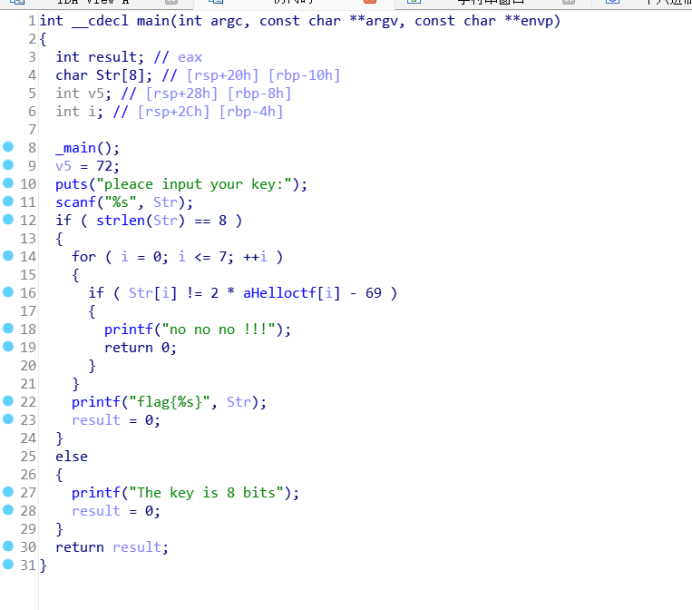 1 int __cdecl main(int argc, const char **argv, const char **envp)
2 {
3   int result; // eax
4   char Str[8]; // [rsp+20h] [rbp-10h]
5   int v5; // [rsp+28h] [rbp-8h]
6   int i; // [rsp+2Ch] [rbp-4h]
7
8   _main();
9   v5 = 72;
10   puts("pleace input your key:");
11   scanf("%s", Str);
12   if ( strlen(Str) == 8 )
13   {
14     for ( i = 0; i <= 7; ++i )
15     {
16       if ( Str[i] != 2 * aHelloctf[i] - 69 )
17       {
18         printf("no no no !!!");
19         return 0;
20       }
21     }
22     printf("flag{%s}", Str);
23     result = 0;
24   }
25   else
26   {
27     printf("The key is 8 bits");
28     result = 0;
29   }
30   return result;
31 }